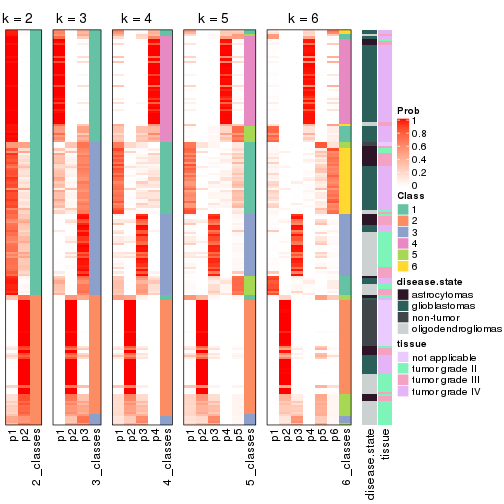 k = 2
k = 3
k = 4
k = 5
k = 6
Prob
1
0.8
0.6
0.4
0.2
0
Class
1
2
3
4
5
6
disease.state
astrocytomas
glioblastomas
non-tumor
oligodendrogliomas
tissue
not applicable
tumor grade II
tumor grade III
tumor grade IV
p1
p2
2_classes
p1
p2
p3
3_classes
p1
p2
p3
p4
4_classes
p1
p2
p3
p4
p5
5_classes
p1
p2
p3
p4
p5
p6
6_classes
disease.state
tissue